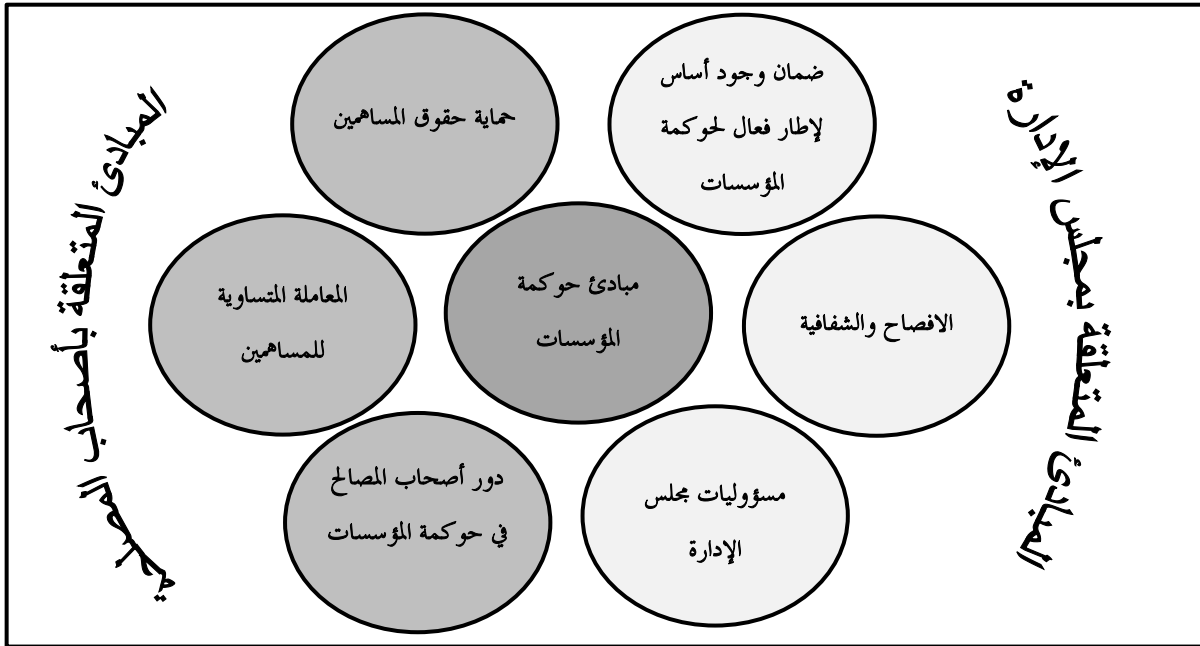 المبادئ المتعلقة بمجلس الإدارة
ضمان وجود أساس
لإطار فعال لحوكمة
المؤسسات
حماية حقوق المساهمين
الافصاح والشفافية
مبادئ حوكمة
المؤسسات
المعاملة المتساوية
للمساهمين
مسؤوليات مجلس
الإدارة
دور أصحاب المصالح
في حوكمة المؤسسات
المبادئ المتعلقة بأصحاب المصلحة